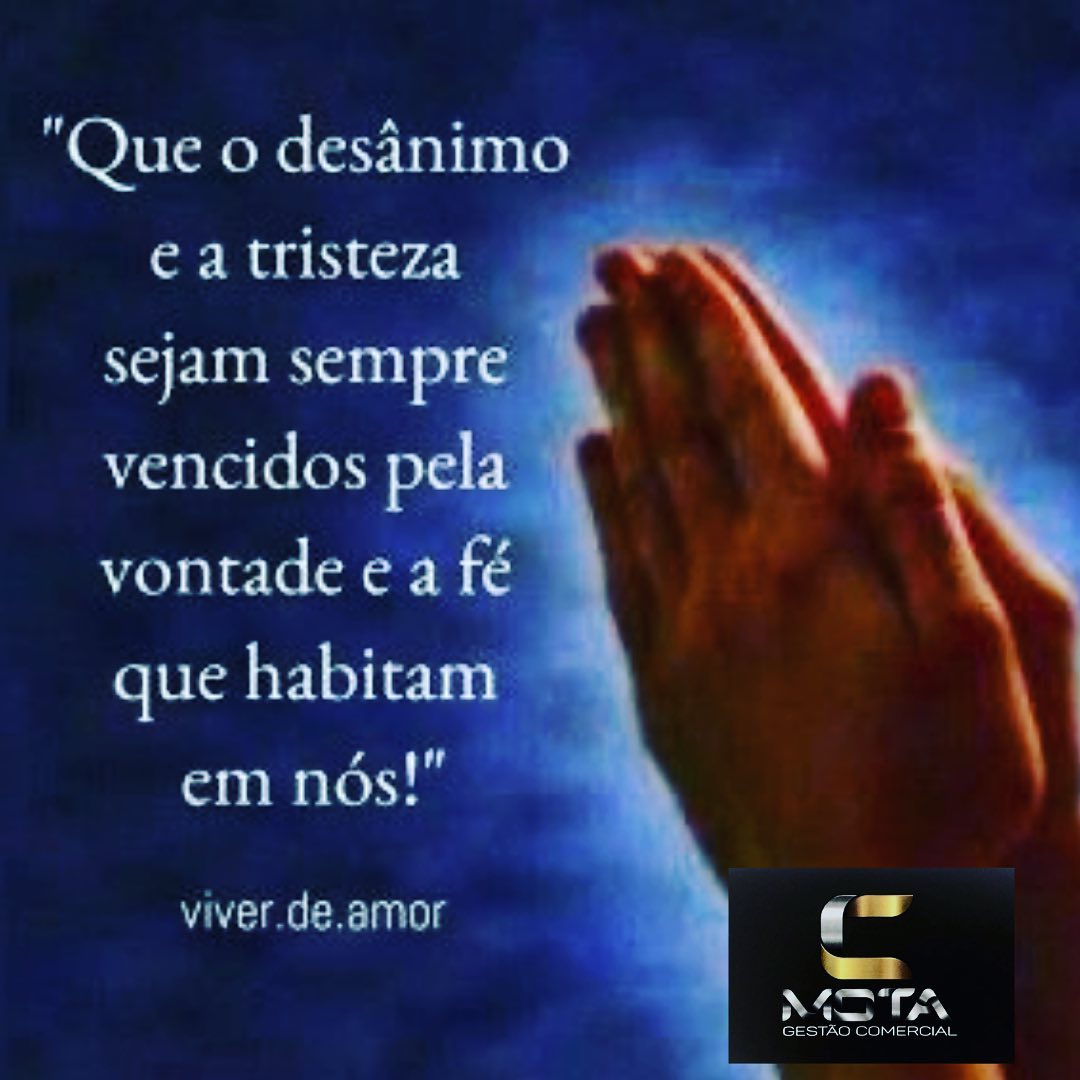 "Que o desânimo
e a tristeza
sejam sempre
vencidos pela
vontade e a fé
que habitam
em nós!"
viver.de.amor
C
MOTA
GESTÃO COMERCIAL